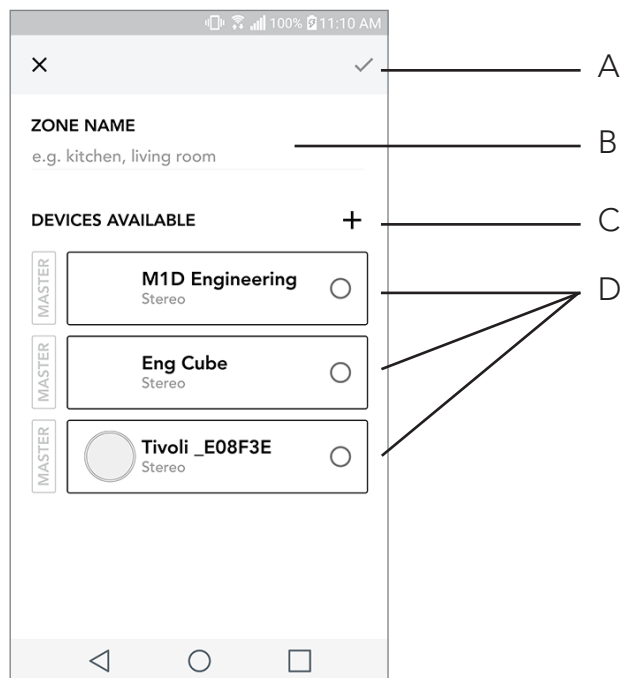 100% 11:10 AM
A
ZONE NAME
B
e.g. kitchen, living room
DEVICES AVAILABLE
C
MASTER
M1D Engineering
Stereo
D
MASTER
Eng Cube
Stereo
MASTER
Tivoli _E08F3E
Stereo